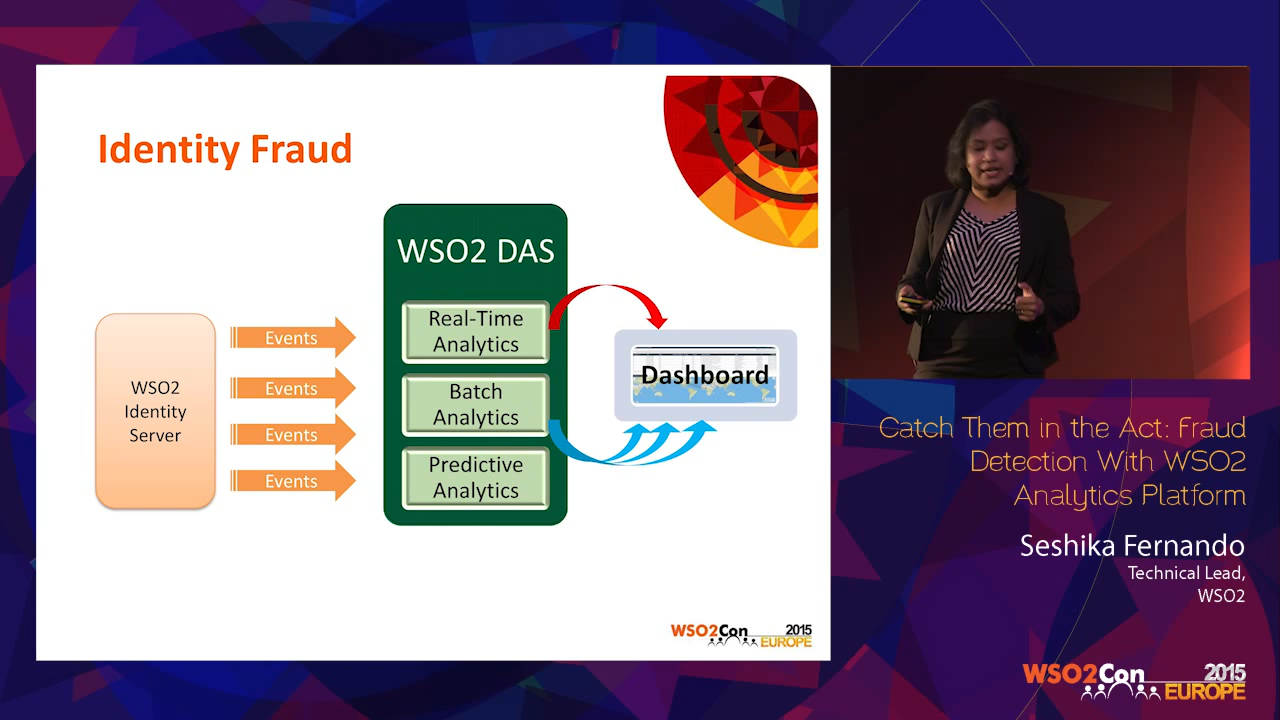 Identity Fraud
WSO2 DAS
Real-Time
Analytics
Batch
Analytics
Predictive
Analytics
WSO2
Identity
Server
Events
Events
Events
Events
Dashboard
WSO2Con 2015
EUROPE
Catch Them in the Act: Fraud
Detection With WSO2
Analytics Platform
Seshika Fernando
Technical Lead,
WSO2
WSO2Con 2015
EUROPE